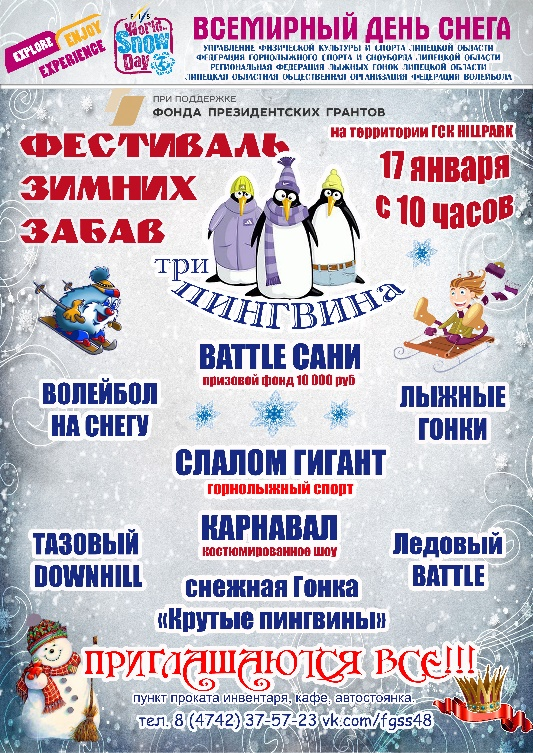 EXPLORE ENJOY
EXPERIENCE
F/I/S
World
Snow
Day
ВСЕМИРНЫЙ ДЕНЬ СНЕГА
УПРАВЛЕНИЕ ФИЗИЧЕСКОЙ КУЛЬТУРЫ И СПОРТА ЛИПЕЦКОЙ ОБЛАСТИ
ФЕДЕРАЦИЯ ГОРНОЛЫЖНОГО СПОРТА И СНОУБОРДА ЛИПЕЦКОЙ ОБЛАСТИ
РЕГИОНАЛЬНАЯ ФЕДЕРАЦИЯ ЛЫЖНЫХ ГОНОК ЛИПЕЦКОЙ ОБЛАСТИ
ЛИПЕЦКАЯ ОБЛАСТНАЯ ОБЩЕСТВЕННАЯ ОРГАНИЗАЦИЯ ФЕДЕРАЦИЯ ВОЛЕЙБОЛА
ПРИ ПОДДЕРЖКЕ
ФОНДА ПРЕЗИДЕНТСКИХ ГРАНТОВ
ФЕСТИВАЛЬ
ЗИМНИХ
ЗАБАВ
на территории ГСК HILLPARK
17 января
с 10 часов
три
пингвина
BATTLE САНИ
призовой фонд 10 000 руб
ВОЛЕЙБОЛ
НА СНЕГУ
ЛЫЖНЫЕ
ГОНКИ
СЛАЛОМ ГИГАНТ
горнолыжный спорт
КАРНАВАЛ
костюмированное шоу
ТАЗОВЫЙ
DOWNHILL
Ледовый
BATTLE
снежная Гонка
«Крутые пингвины»
ПРИГЛАШАЮТСЯ ВСЕ!!!
пункт проката инвентаря, кафе, автостоянка.
тел. 8 (4742) 37-57-23 vk.com/fgss48